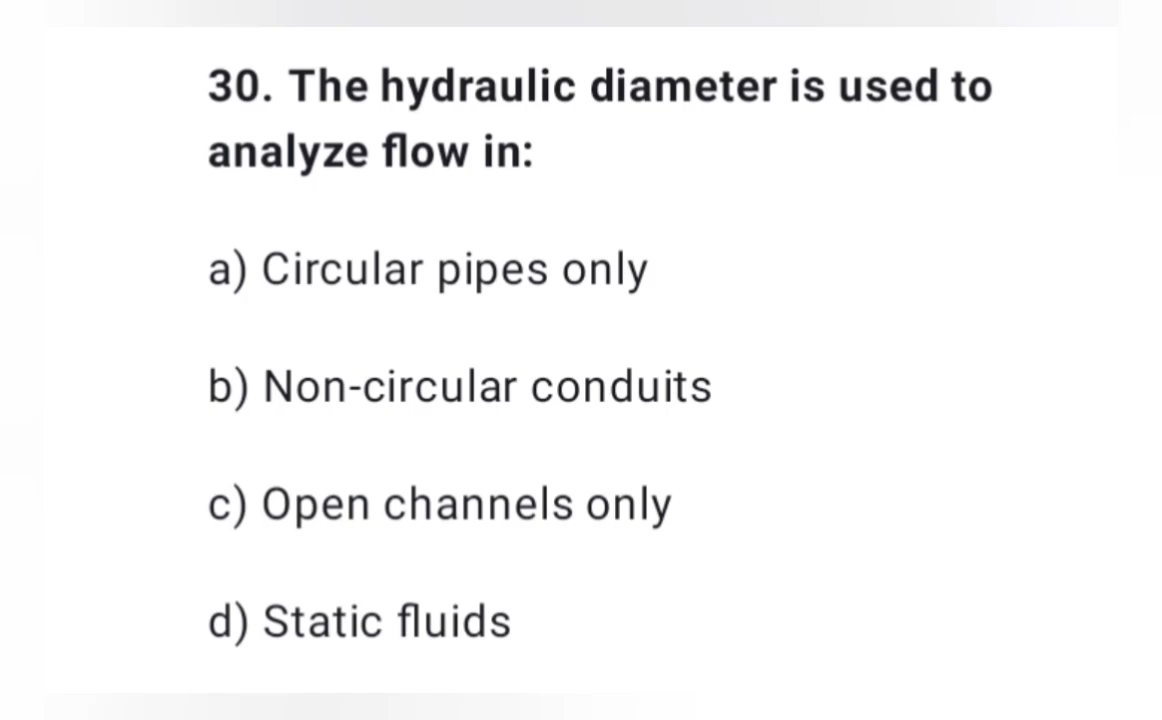 30. The hydraulic diameter is used to
analyze flow in:
a) Circular pipes only
b) Non-circular conduits
c) Open channels only
d) Static fluids